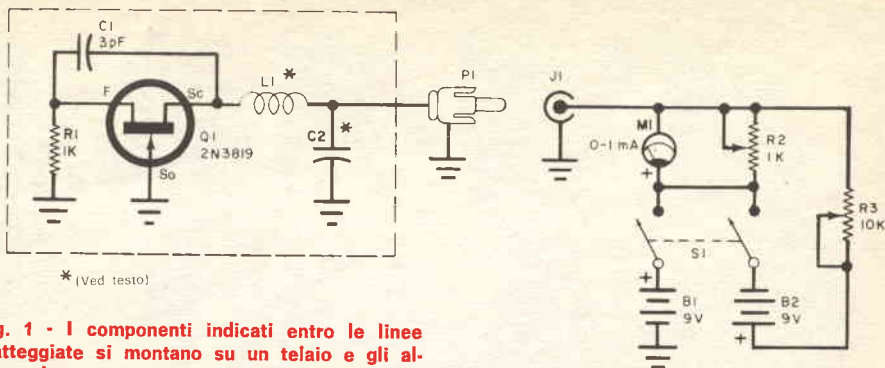 C1
3pF
F
Sc
L1 *
P1
J1
R1
1K
Q1
2N3819
C2 *
So
M1
0-1 mA
+
R2
1K
R3
10K
S1
+
+
B1
9V
B2
9V
* (Ved testo)
g. 1 - I componenti indicati entro le linee
atteggiate si montano su un telaio e gli al-